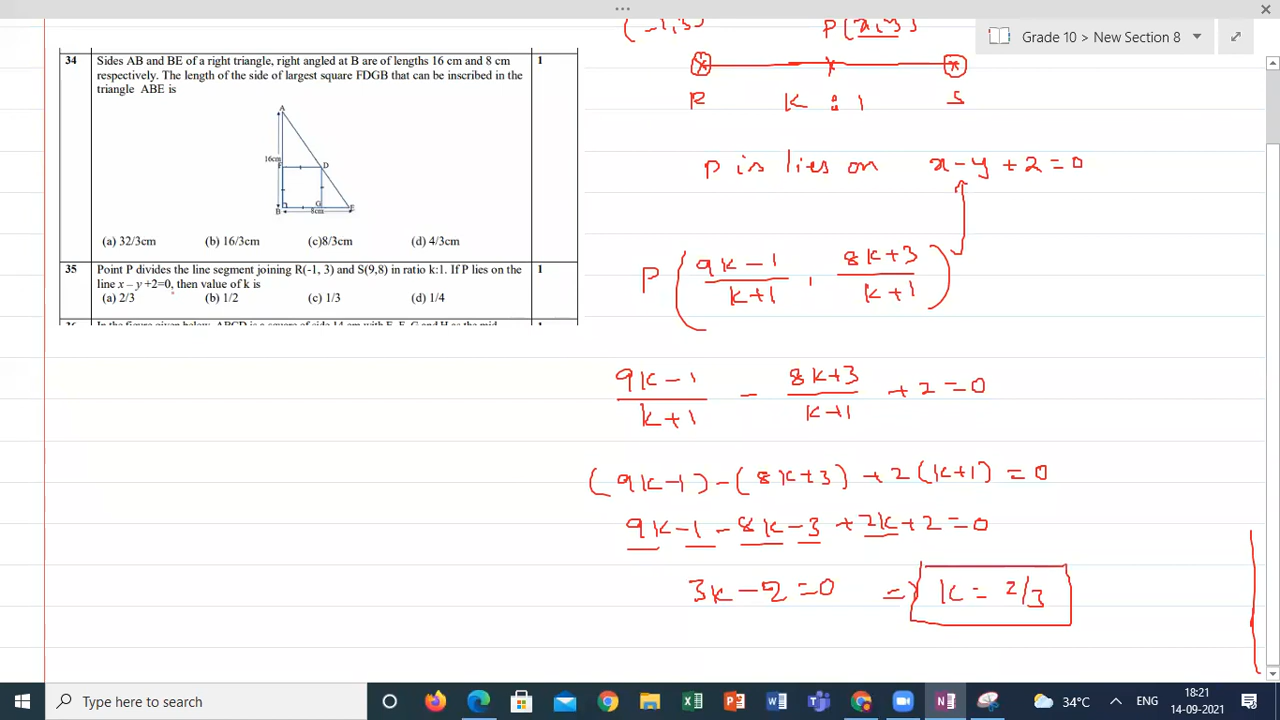 ...
Grade 10 > New Section 8
(-1,3)
P(x,y)
R K : 1 S
P is lies on x-y+2=0
P(9k-1/k+1, 8k+3/k+1)
9k-1/k+1 - 8k+3/k+1 +2=0
(9k-1)-(8k+3)+2(k+1)=0
9k-1-8k-3+2k+2=0
3k-2=0 => k=2/3
34 Sides AB and BE of a right triangle, right angled at B are of lengths 16 cm and 8 cm 1
respectively. The length of the side of largest square FDGB that can be inscribed in the
triangle ABE is
A
16cm
F D
B G E
8cm
(a) 32/3cm (b) 16/3cm (c)8/3cm (d) 4/3cm
35 Point P divides the line segment joining R(-1, 3) and S(9,8) in ratio k:1. If P lies on the 1
line x – y +2=0, then value of k is
(a) 2/3 (b) 1/2 (c) 1/3 (d) 1/4
Type here to search
34°C ENG 18:21
14-09-2021